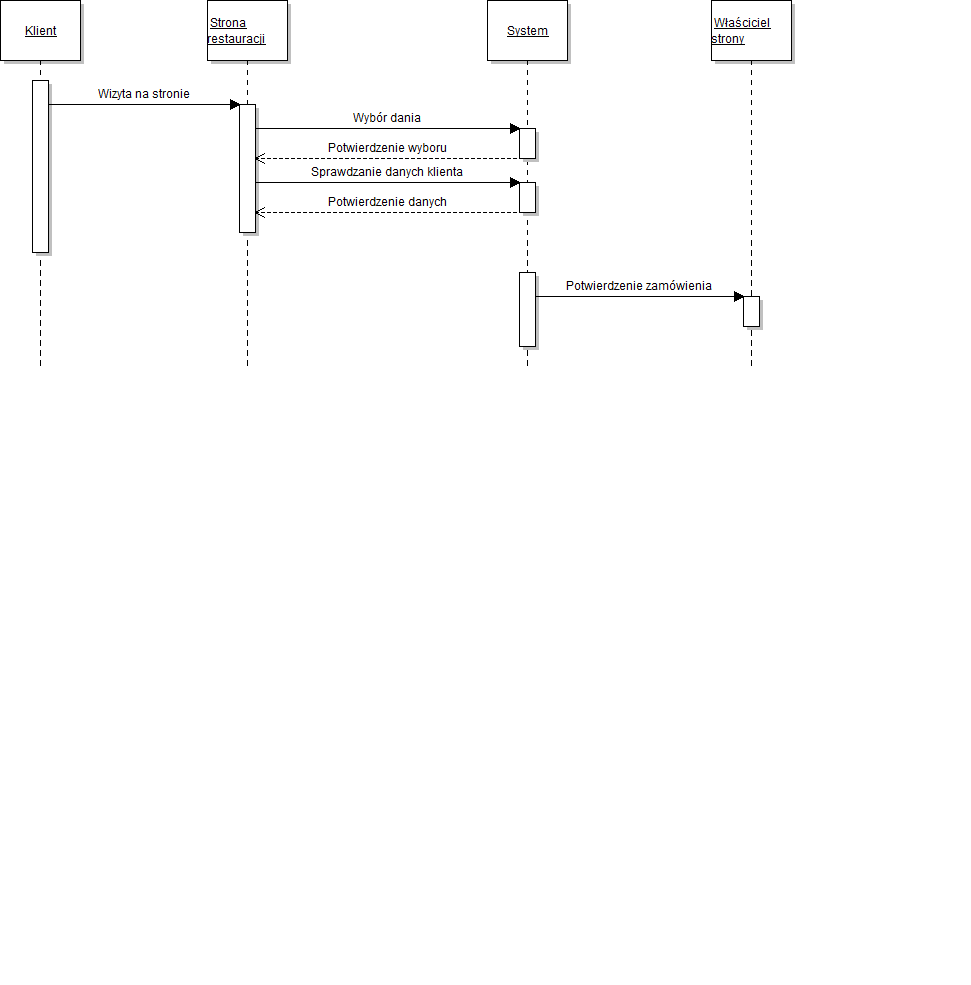 Klient
Strona
restauracji
System
Właściciel
strony
Wizyta na stronie
Wybór dania
Potwierdzenie wyboru
Sprawdzanie danych klienta
Potwierdzenie danych
Potwierdzenie zamówienia